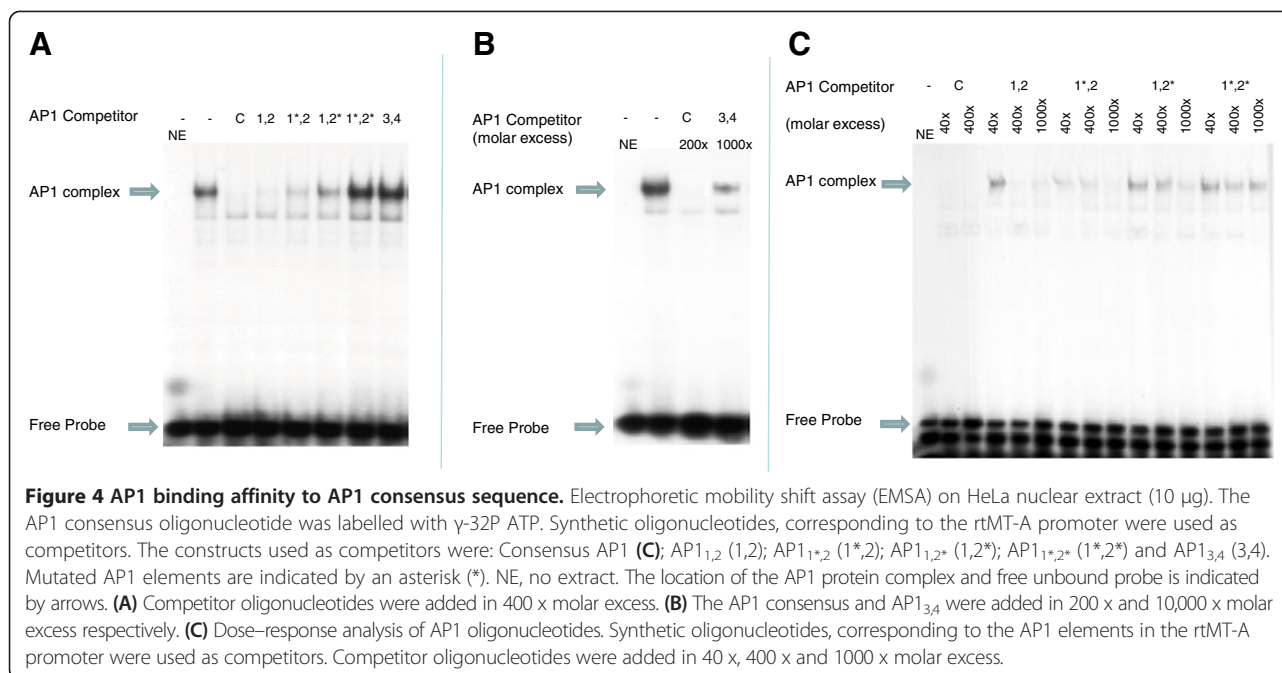 A
AP1 Competitor
- - C 1,2 1*,2 1,2* 1*,2* 3,4
NE
AP1 complex
Free Probe
B
AP1 Competitor
(molar excess)
- - C 3,4
NE 200x 1000x
AP1 complex
Free Probe
C
AP1 Competitor
- C 1,2 1*,2 1,2* 1*,2*
(molar excess)
NE 40x 400x 40x 400x 1000x 40x 400x 1000x 40x 400x 1000x 40x 400x 1000x
AP1 complex
Free Probe
Figure 4 AP1 binding affinity to AP1 consensus sequence. Electrophoretic mobility shift assay (EMSA) on HeLa nuclear extract (10 μg). The
AP1 consensus oligonucleotide was labelled with γ-32P ATP. Synthetic oligonucleotides, corresponding to the rtMT-A promoter were used as
competitors. The constructs used as competitors were: Consensus AP1 (C); AP11,2 (1,2); AP11*,2 (1*,2); AP11,2* (1,2*); AP11*,2* (1*,2*) and AP13,4 (3,4).
Mutated AP1 elements are indicated by an asterisk (*). NE, no extract. The location of the AP1 protein complex and free unbound probe is indicated
by arrows. (A) Competitor oligonucleotides were added in 400 x molar excess. (B) The AP1 consensus and AP13,4 were added in 200 x and 10,000 x molar
excess respectively. (C) Dose–response analysis of AP1 oligonucleotides. Synthetic oligonucleotides, corresponding to the AP1 elements in the rtMT-A
promoter were used as competitors. Competitor oligonucleotides were added in 40 x, 400 x and 1000 x molar excess.